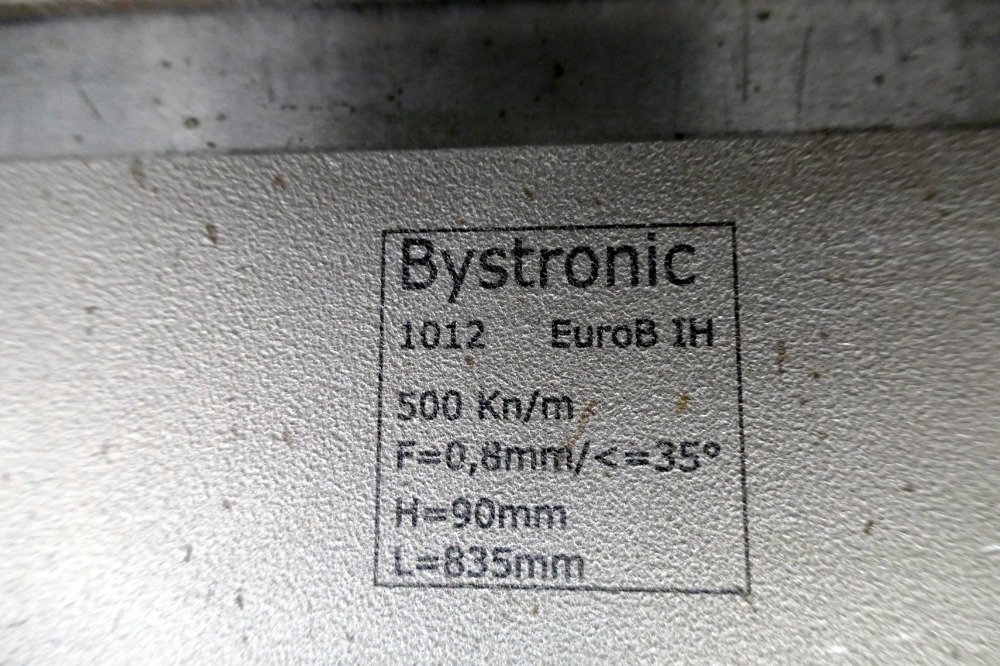 Bystronic
1012 EuroB IH
500 Kn/m
F=0,8mm/<=35°
H=90mm
L=835mm